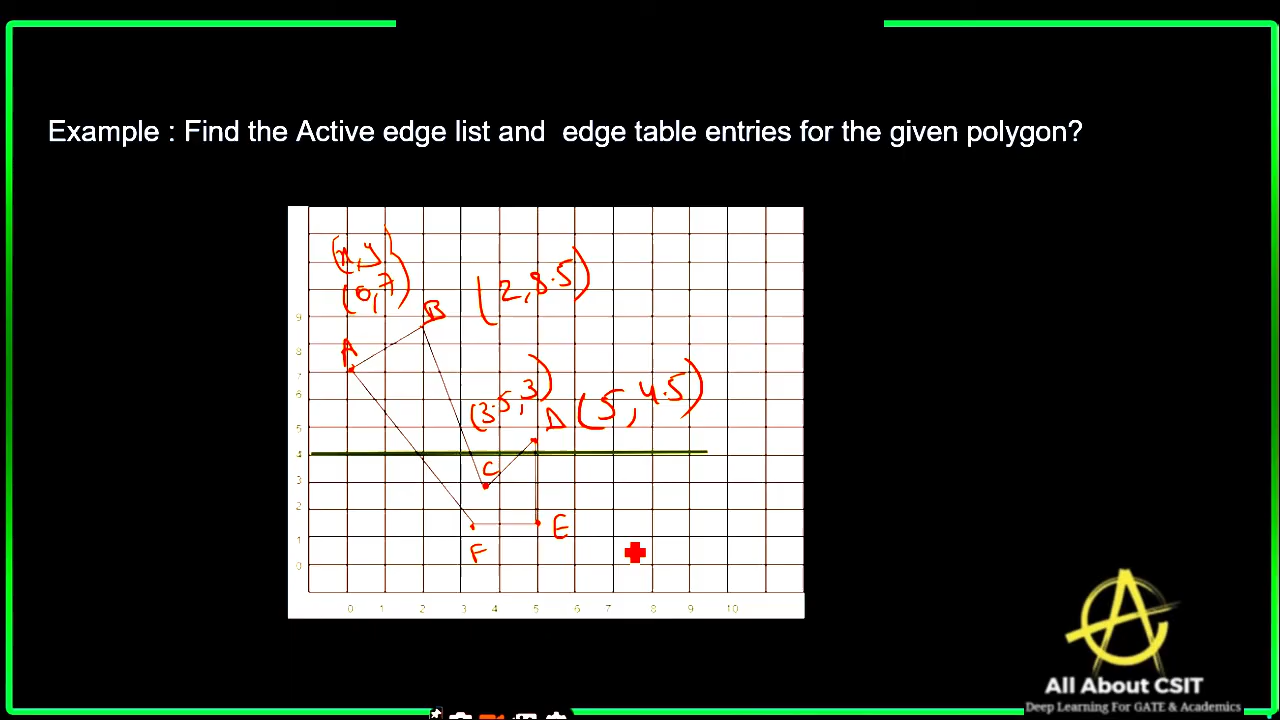 Example : Find the Active edge list and  edge table entries for the given polygon?
(x,y)
(0,7)
B (2,8.5)
A
(3.5,3)
D (5,4.5)
C
E
F
9
8
7
6
5
4
3
2
1
0
0 1 2 3 4 5 6 7 8 9 10
All About CSIT
Deep Learning For GATE & Academics